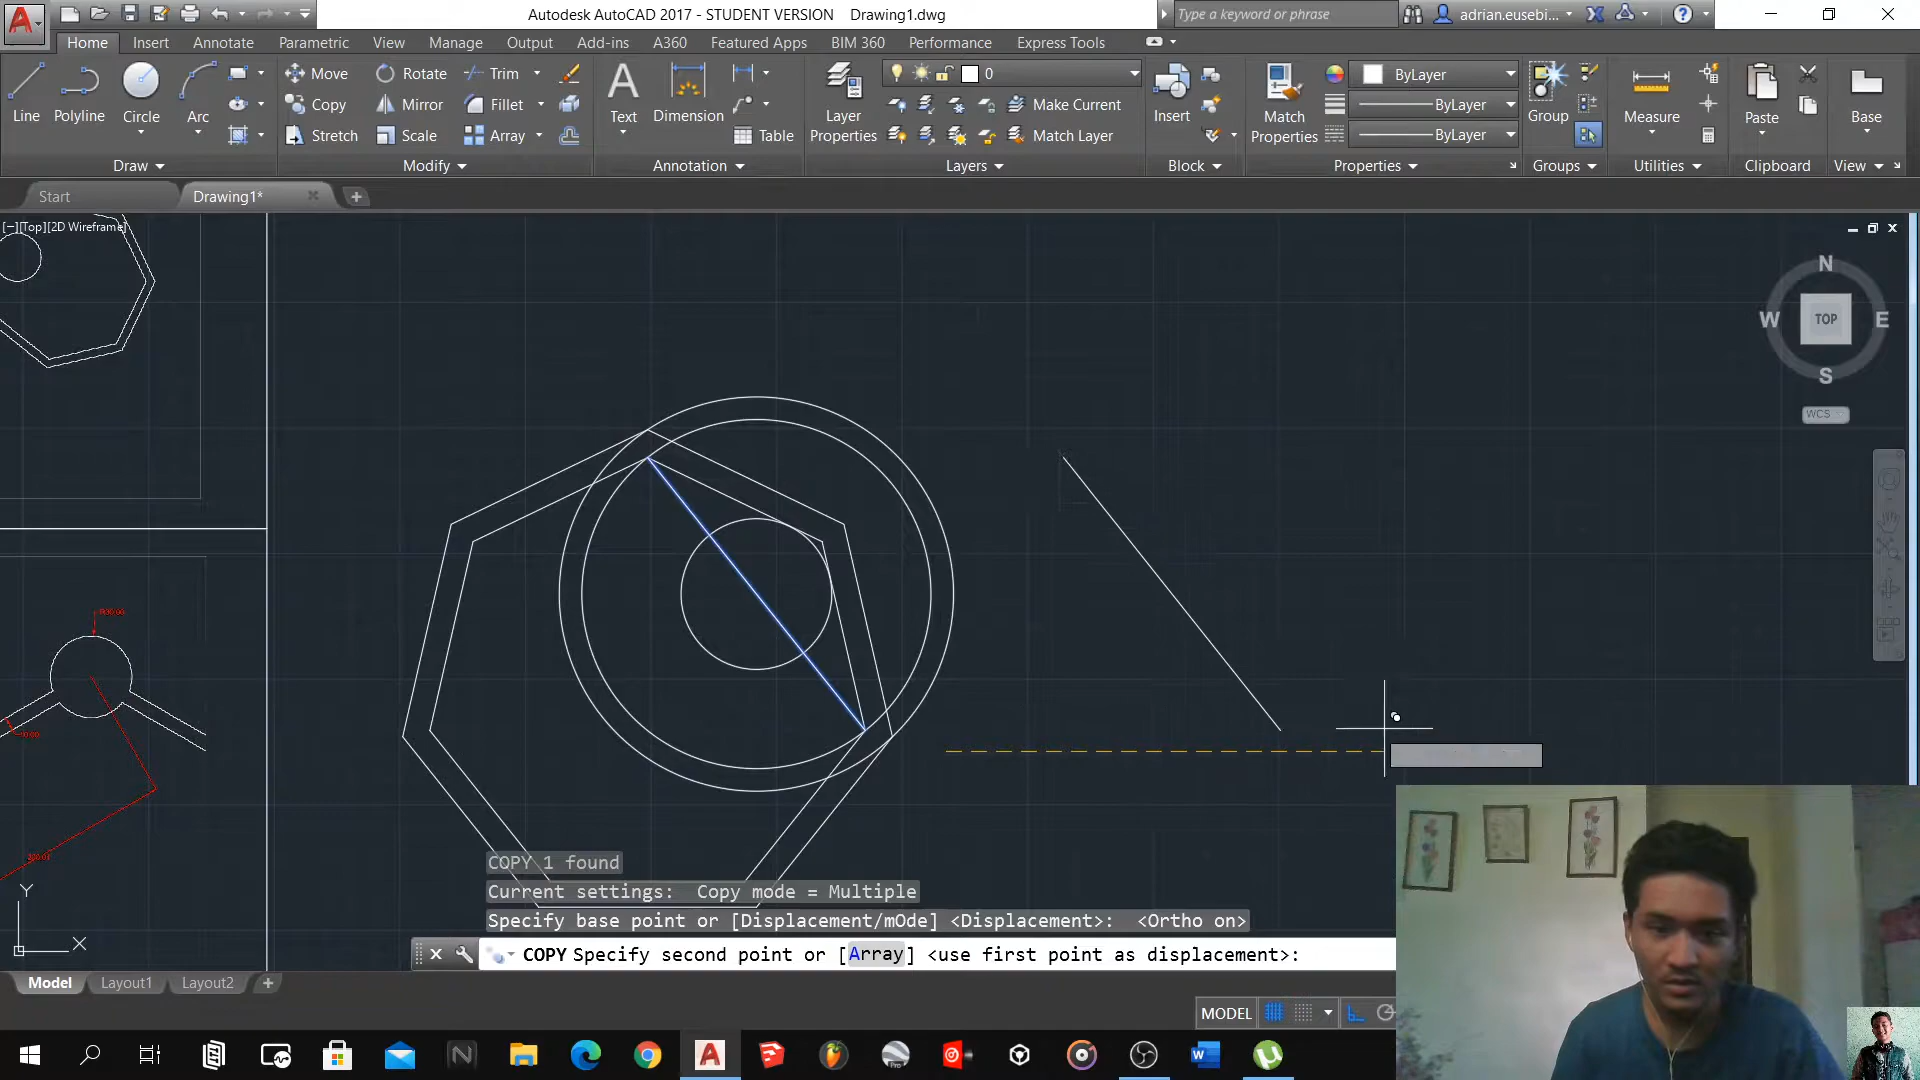 Autodesk AutoCAD 2017 - STUDENT VERSION Drawing1.dwg
Type a keyword or phrase
adrian.eusebi...
Home Insert Annotate Parametric View Manage Output Add-ins A360 Featured Apps BIM 360 Performance Express Tools
Line
Polyline
Circle
Arc
Move
Rotate
Trim
Copy
Mirror
Fillet
Stretch
Scale
Array
Text
Dimension
Table
Layer
Properties
0
Make Current
Match Layer
Insert
Match
Properties
ByLayer
ByLayer
ByLayer
Group
Measure
Paste
Base
Draw Modify Annotation Layers Block Properties Groups Utilities Clipboard View
Start Drawing1*
[−][Top][2D Wireframe]
N
W TOP E
S
WCS
Y
X
COPY 1 found
Current settings: Copy mode = Multiple
Specify base point or [Displacement/mOde] <Displacement>: <Ortho on>
COPY Specify second point or [Array] <use first point as displacement>:
Model Layout1 Layout2
MODEL